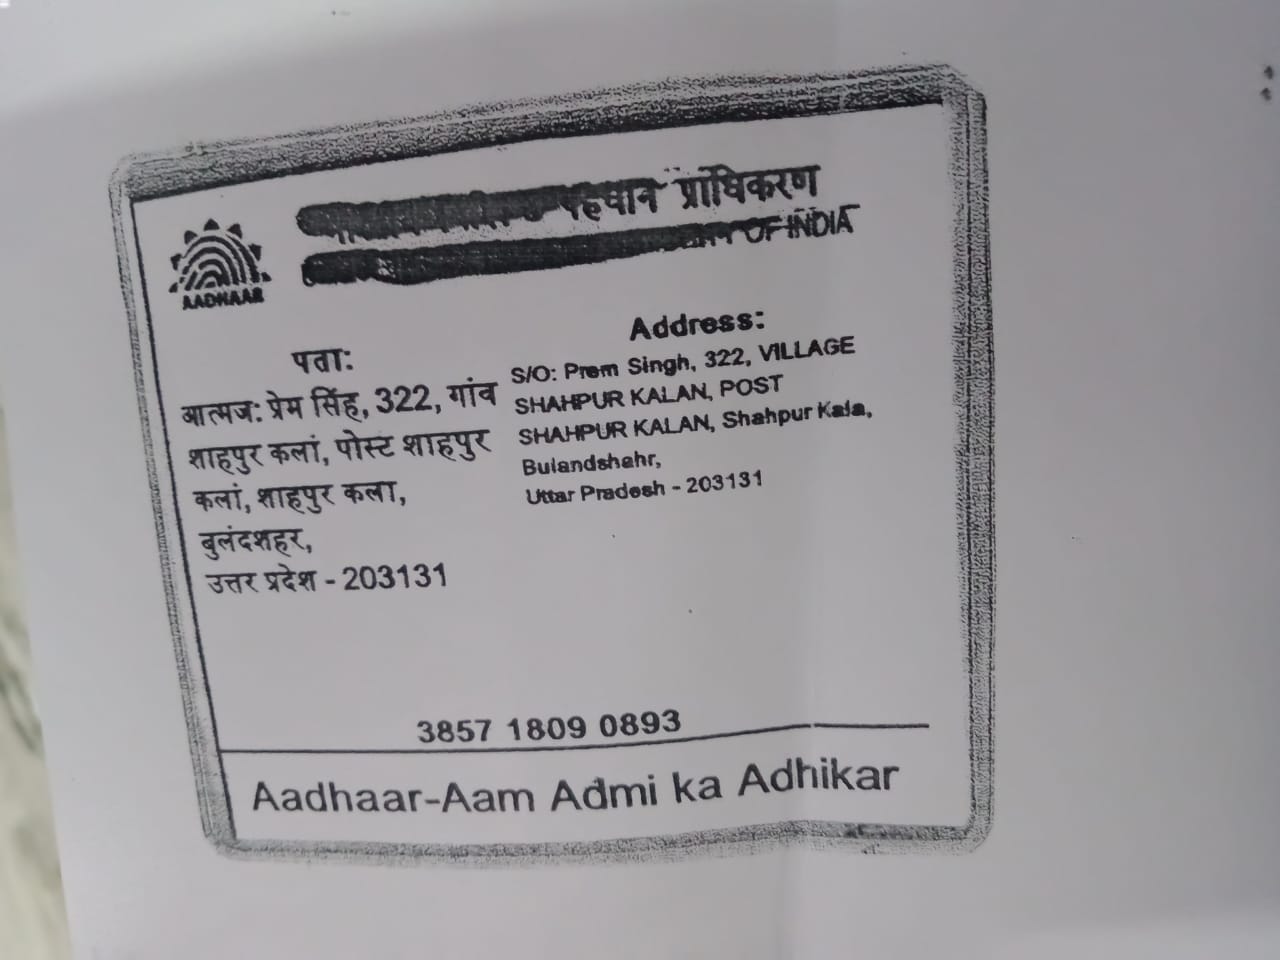 पहचान प्राधिकरण
OF INDIA
AADHAAR
पताः
आत्मजः प्रेम सिंह, 322, गांव
शाहपुर कलां, पोस्ट शाहपुर
कलां, शाहपुर कला,
बुलंदशहर,
उत्तर प्रदेश - 203131
Address:
S/O: Prem Singh, 322, VILLAGE
SHAHPUR KALAN, POST
SHAHPUR KALAN, Shahpur Kala,
Bulandshahr,
Uttar Pradesh - 203131
3857 1809 0893
Aadhaar-Aam Admi ka Adhikar